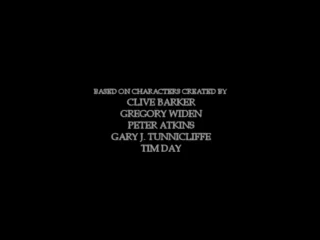 BASED ON CHARACTERS CREATED BY
CLIVE BARKER
GREGORY WIDEN
PETER ATKINS
GARY J. TUNNICLIFFE
TIM DAY